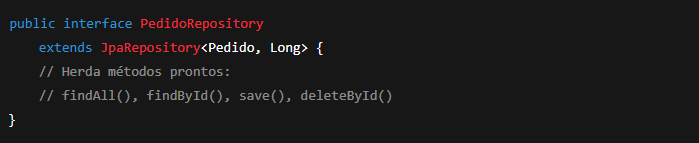 public interface PedidoRepository
    extends JpaRepository<Pedido, Long> {
    // Herda métodos prontos:
    // findAll(), findById(), save(), deleteById()
}